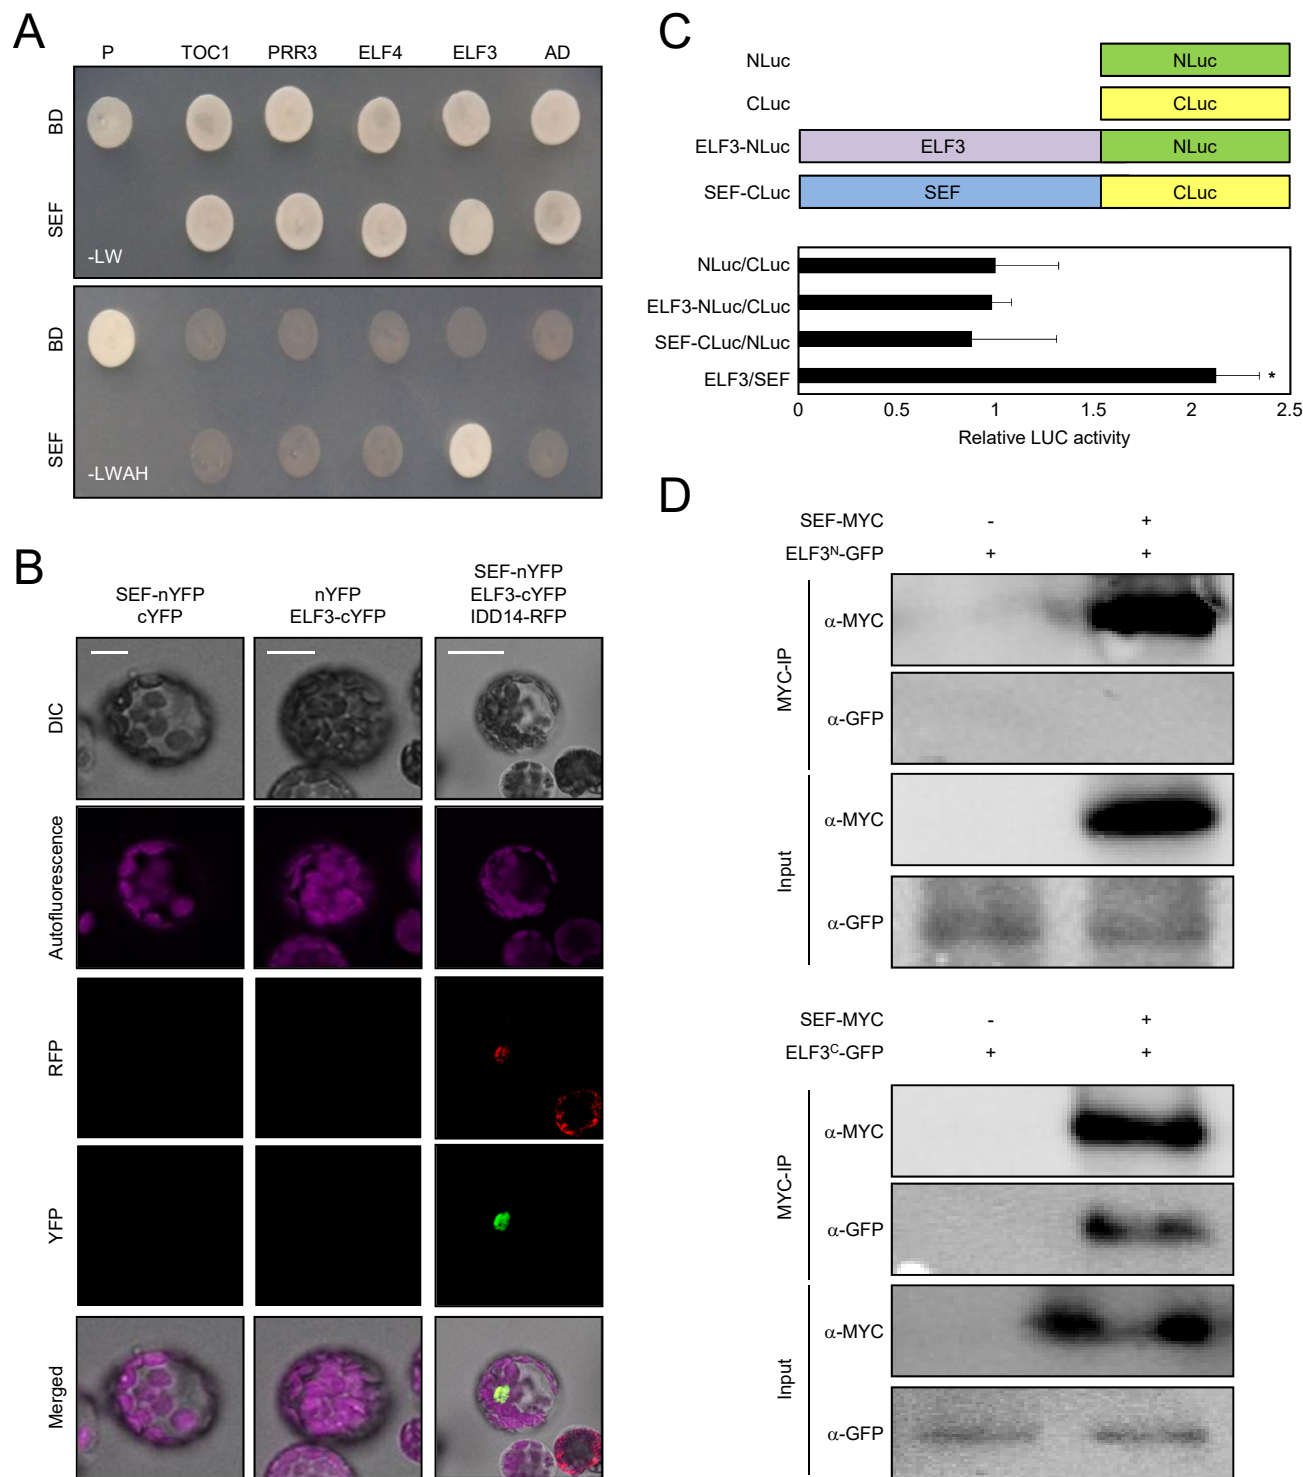 A
P TOC1 PRR3 ELF4 ELF3 AD
BD
SEF
-LW
BD
SEF
-LWAH
B
SEF-nYFP
cYFP
nYFP
ELF3-cYFP
SEF-nYFP
ELF3-cYFP
IDD14-RFP
DIC
Autofluorescence
RFP
YFP
Merged
C
NLuc NLuc
CLuc CLuc
ELF3-NLuc ELF3 NLuc
SEF-CLuc SEF CLuc
NLuc/CLuc
ELF3-NLuc/CLuc
SEF-CLuc/NLuc
ELF3/SEF *
0 0.5 1 1.5 2 2.5
Relative LUC activity
D
SEF-MYC - +
ELF3ᴺ-GFP + +
MYC-IP
α-MYC
α-GFP
Input
α-MYC
α-GFP
SEF-MYC - +
ELF3ᶜ-GFP + +
MYC-IP
α-MYC
α-GFP
Input
α-MYC
α-GFP